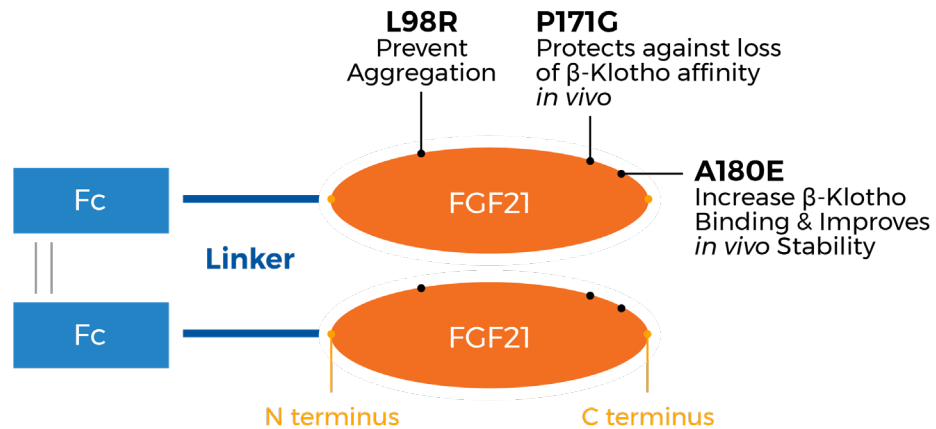 L98R
Prevent
Aggregation
P171G
Protects against loss
of β-Klotho affinity
in vivo
A180E
Increase β-Klotho
Binding & Improves
in vivo Stability
Fc
FGF21
Linker
Fc
FGF21
N terminus
C terminus